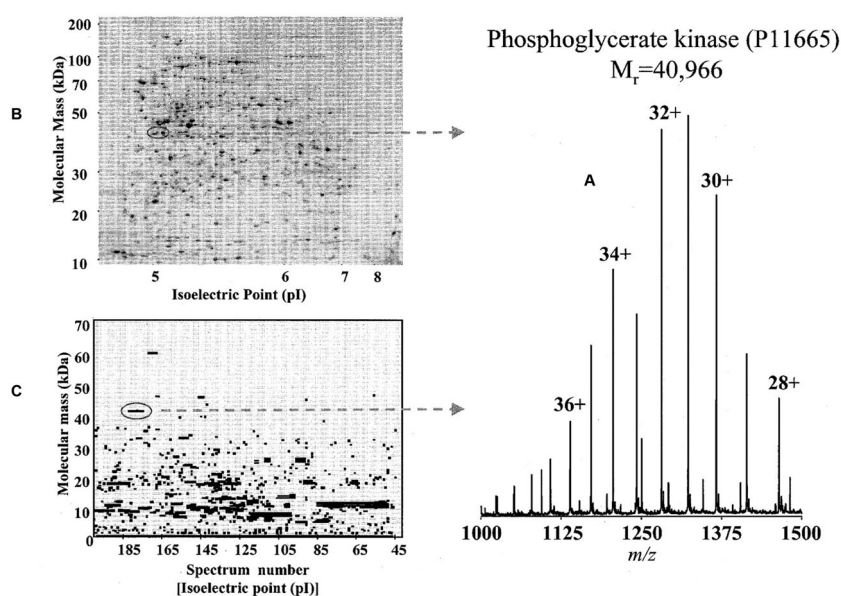 Phosphoglycerate kinase (P11665)
Mr=40,966
B
Molecular Mass (kDa)
200
100
70
50
30
20
10
5 6 7 8
Isoelectric Point (pI)
C
Molecular mass (kDa)
70
60
50
40
30
20
10
0
185 165 145 125 105 85 65 45
Spectrum number
[Isoelectric point (pI)]
A
32+
30+
34+
36+
28+
1000 1125 1250 1375 1500
m/z